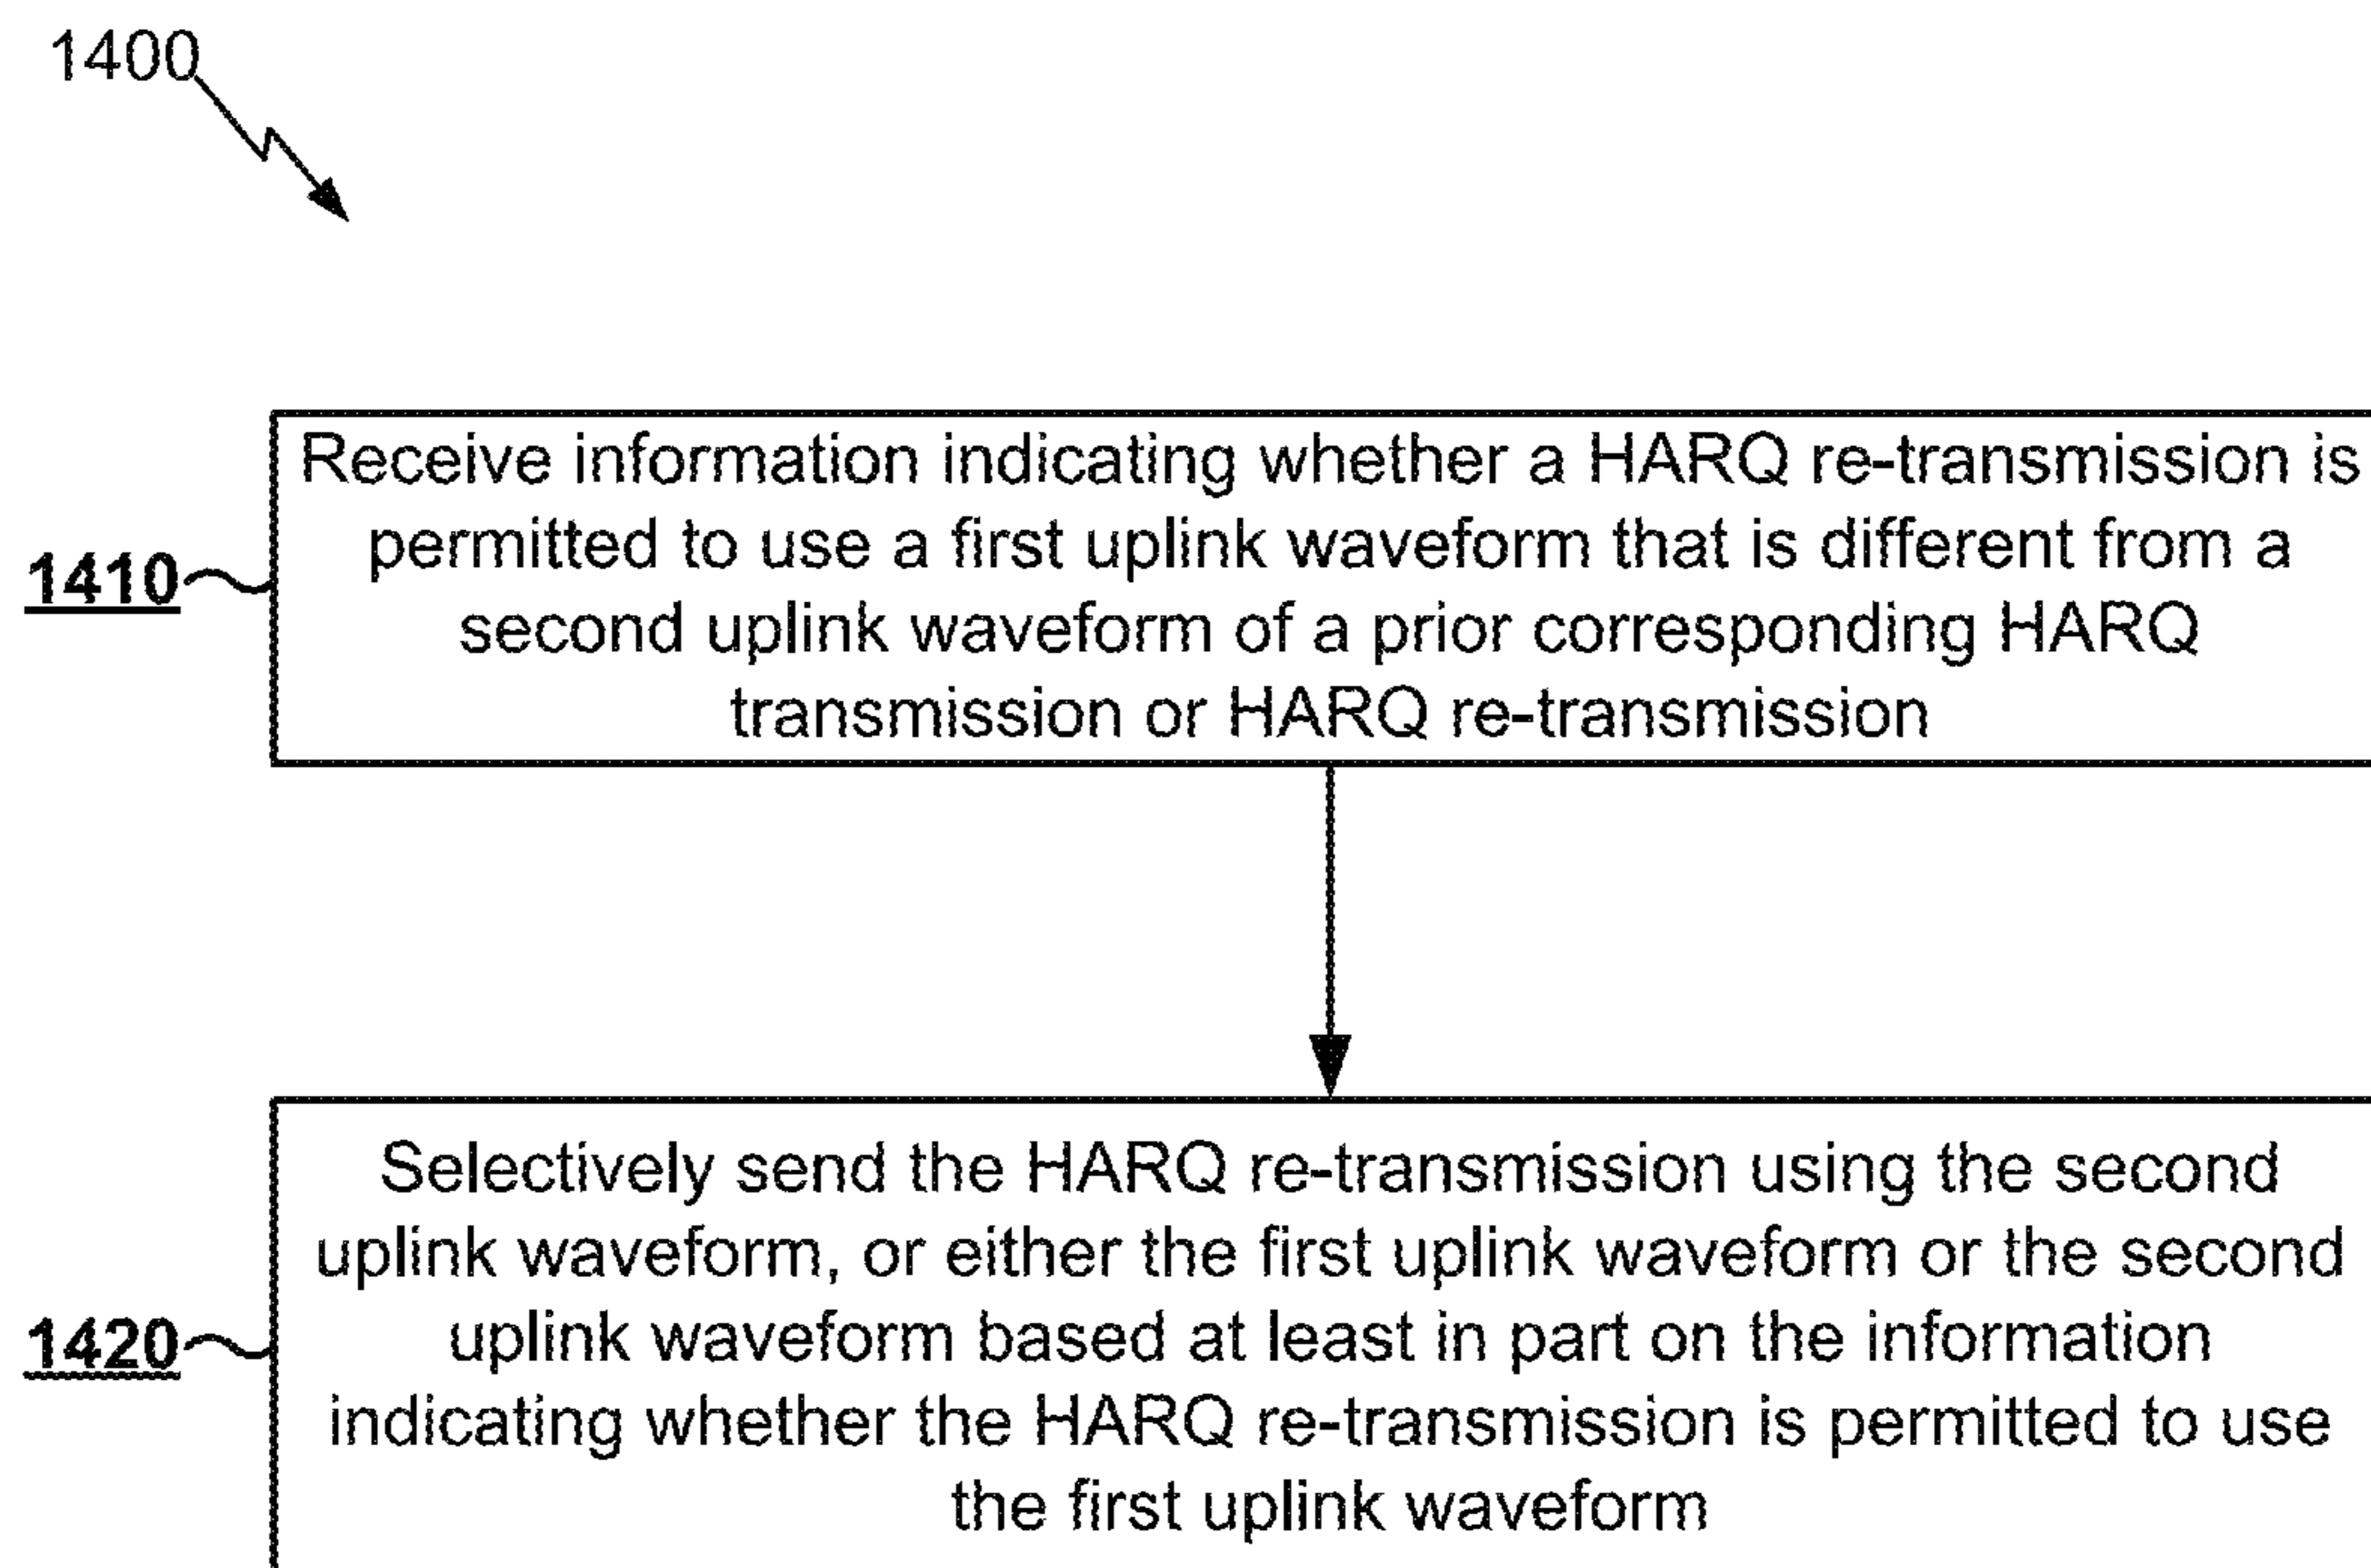 1400
Receive information indicating whether a HARQ re-transmission is
permitted to use a first uplink waveform that is different from a
second uplink waveform of a prior corresponding HARQ
transmission or HARQ re-transmission
1410
Selectively send the HARQ re-transmission using the second
uplink waveform, or either the first uplink waveform or the second
uplink waveform based at least in part on the information
indicating whether the HARQ re-transmission is permitted to use
the first uplink waveform
1420